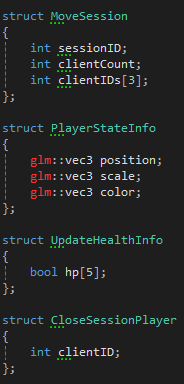 struct MoveSession
{
    int sessionID;
    int clientCount;
    int clientIDs[3];
};

struct PlayerStateInfo
{
    glm::vec3 position;
    glm::vec3 scale;
    glm::vec3 color;
};

struct UpdateHealthInfo
{
    bool hp[5];
};

struct CloseSessionPlayer
{
    int clientID;
};